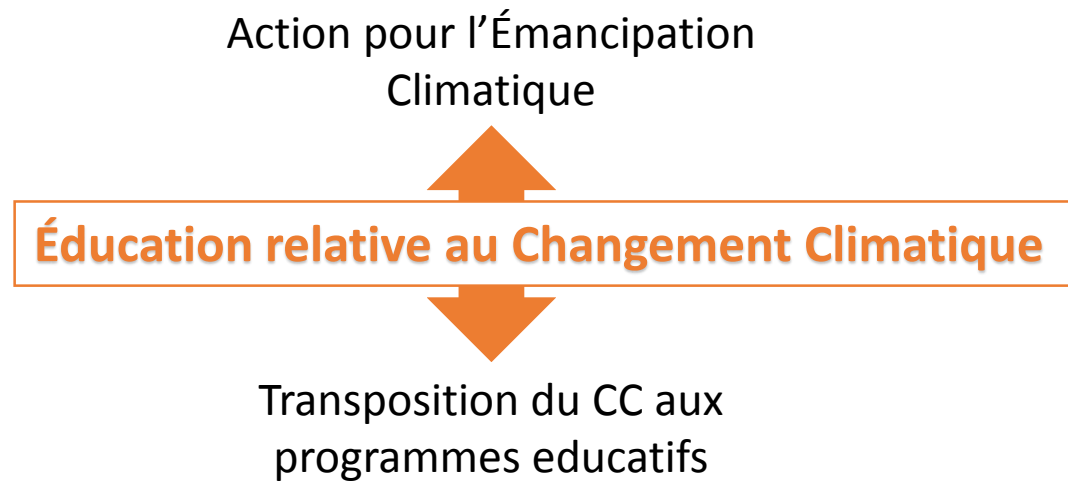 Action pour l’Émancipation
Climatique
Éducation relative au Changement Climatique
Transposition du CC aux
programmes educatifs